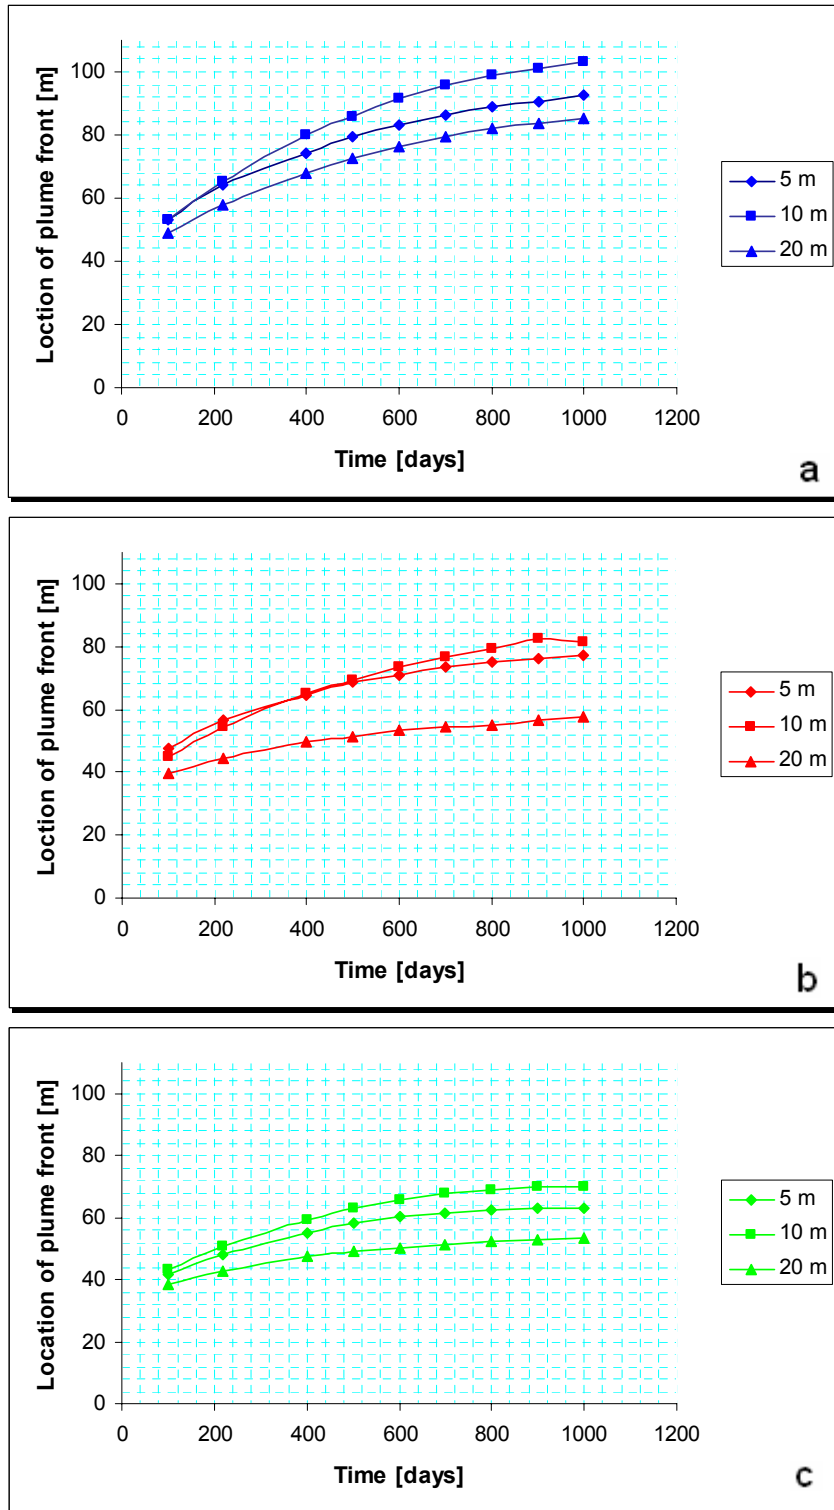 Loction of plume front [m]
100
80
60
40
20
0
0 200 400 600 800 1000 1200
Time [days]
5 m
10 m
20 m
a
Loction of plume front [m]
100
80
60
40
20
0
0 200 400 600 800 1000 1200
Time [days]
5 m
10 m
20 m
b
Location of plume front [m]
100
80
60
40
20
0
0 200 400 600 800 1000 1200
Time [days]
5 m
10 m
20 m
c